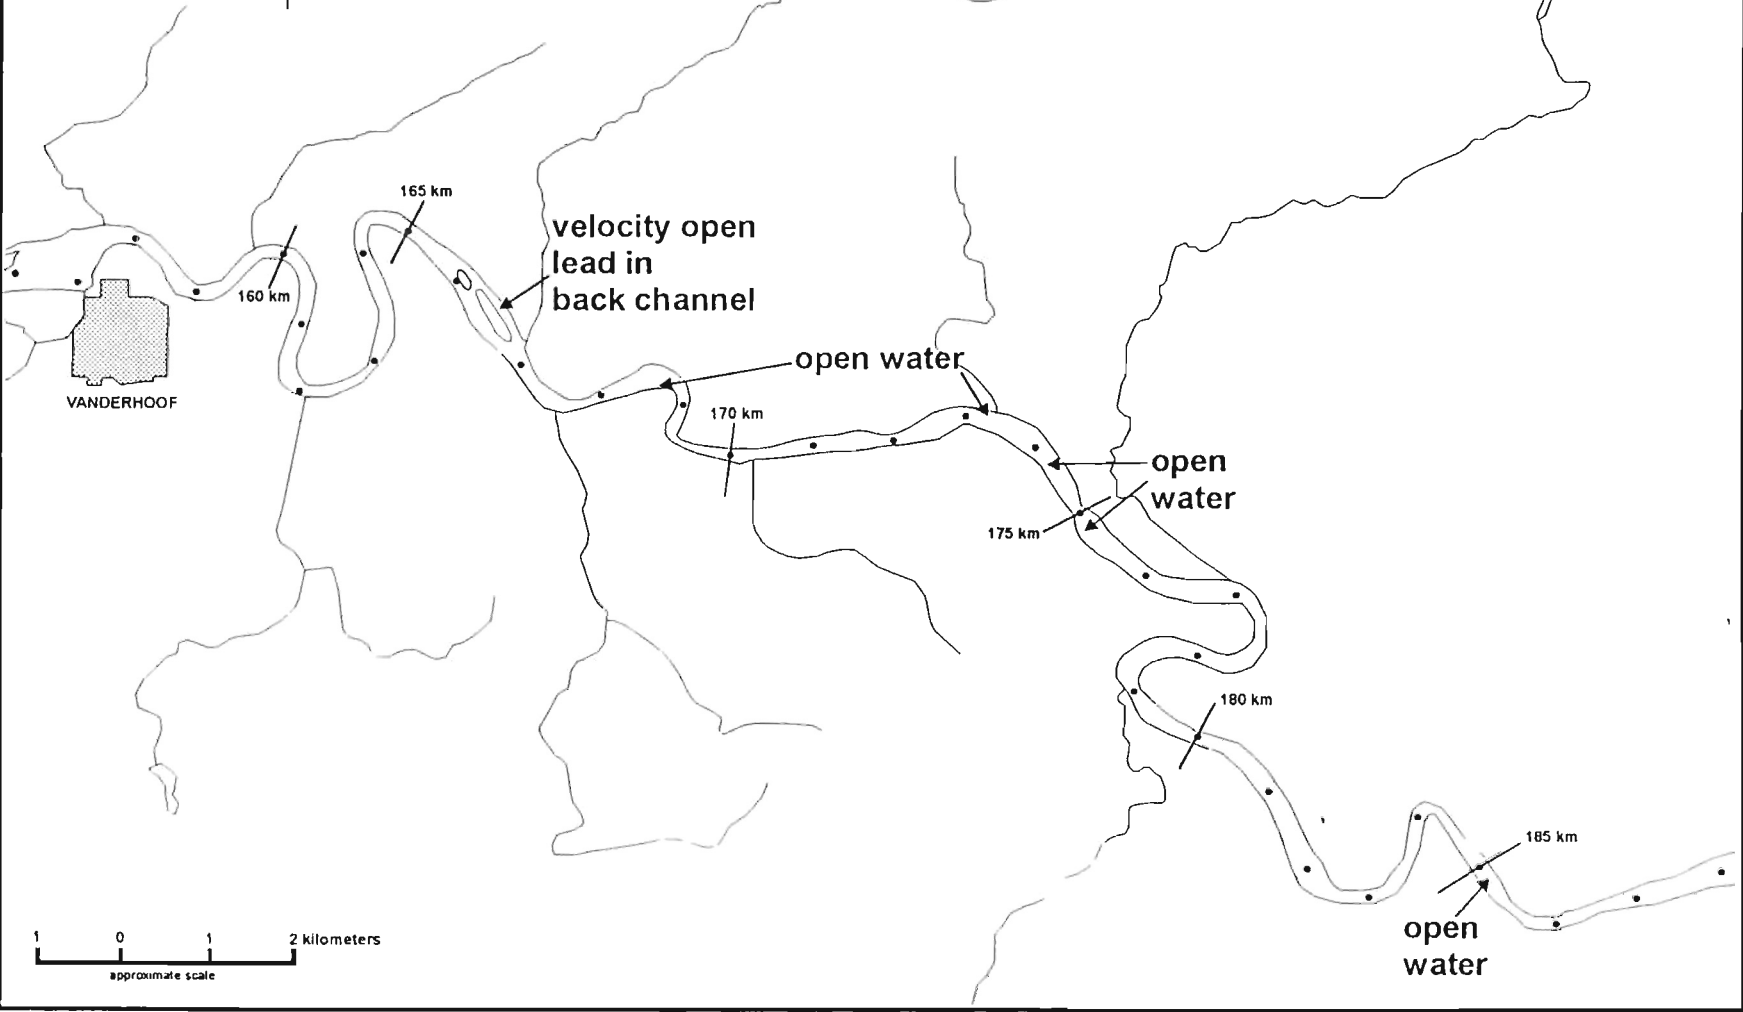 165 km
velocity open
lead in
back channel
160 km
VANDERHOOF
open water
170 km
open
water
175 km
180 km
185 km
open
water
1 0 1 2 kilometers
approximate scale